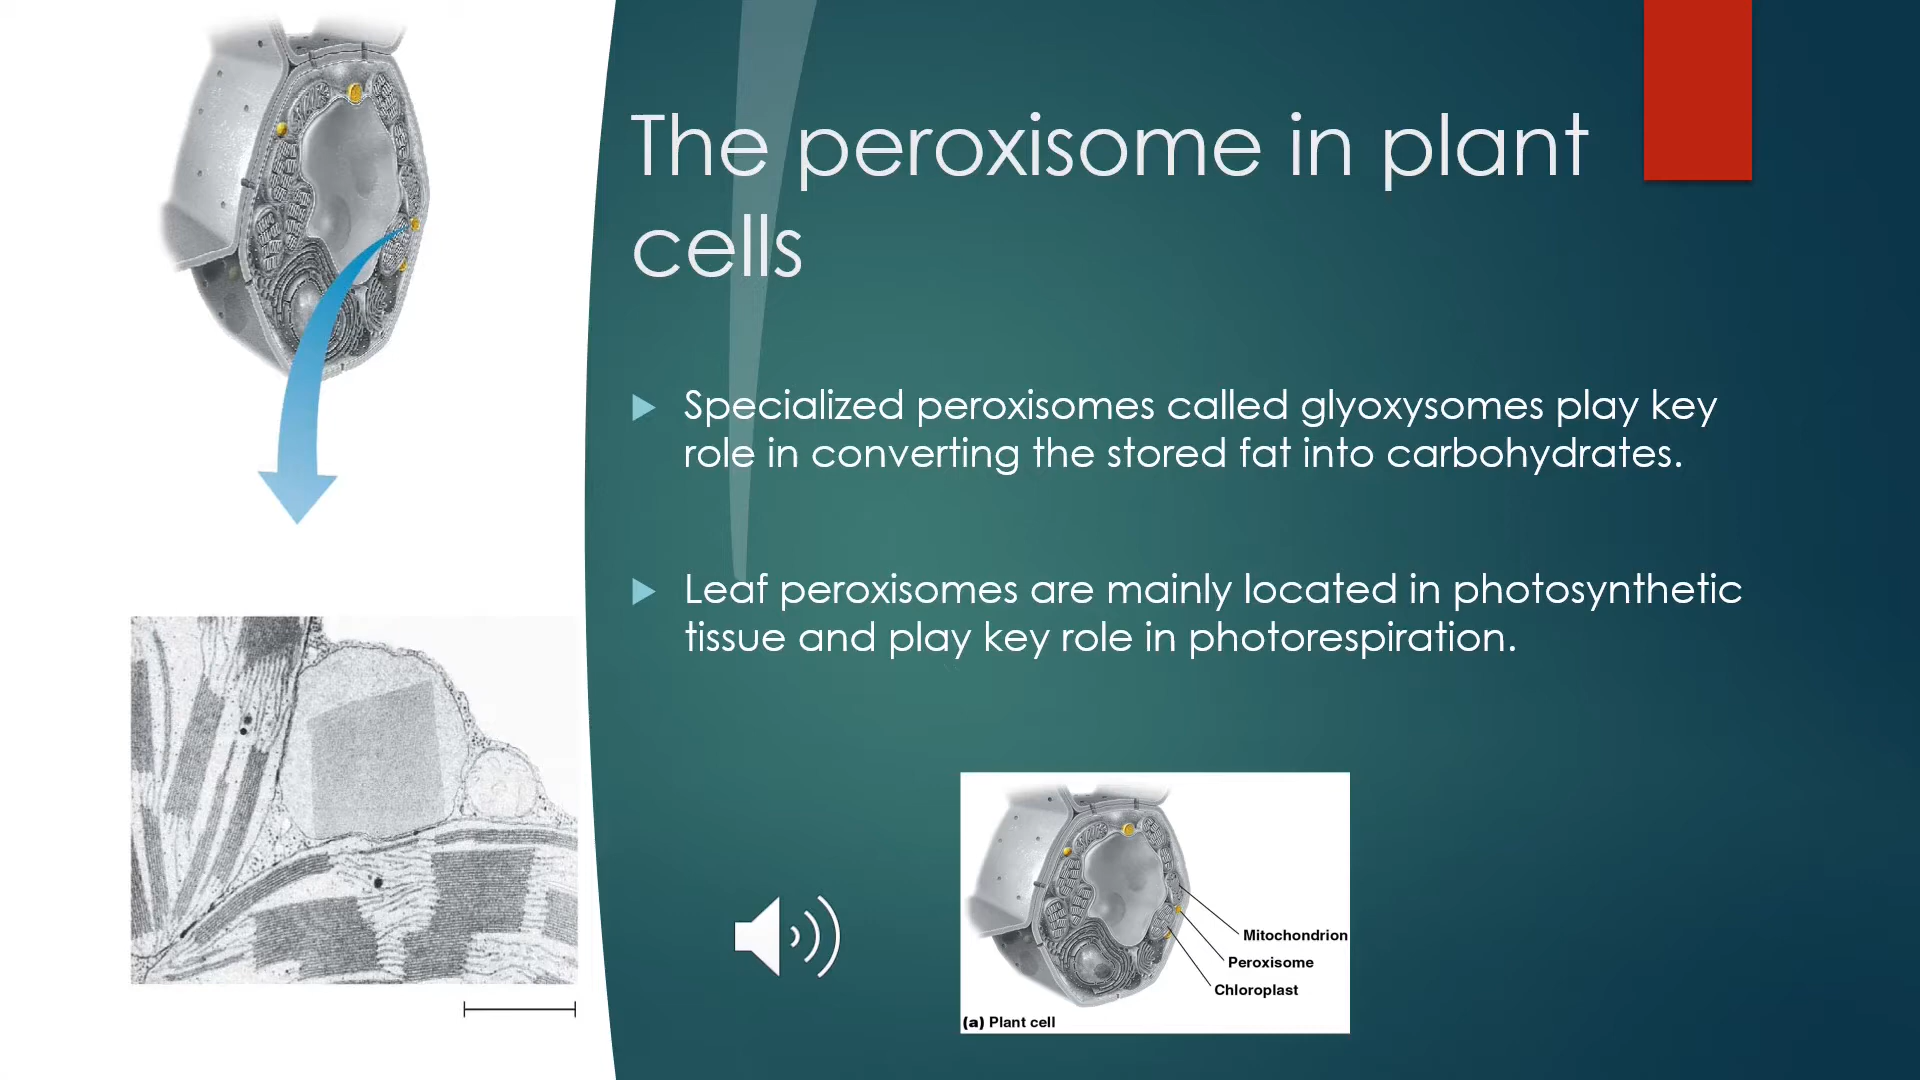 The peroxisome in plant
cells
Specialized peroxisomes called glyoxysomes play key
role in converting the stored fat into carbohydrates.
Leaf peroxisomes are mainly located in photosynthetic
tissue and play key role in photorespiration.
Mitochondrion
Peroxisome
Chloroplast
(a) Plant cell